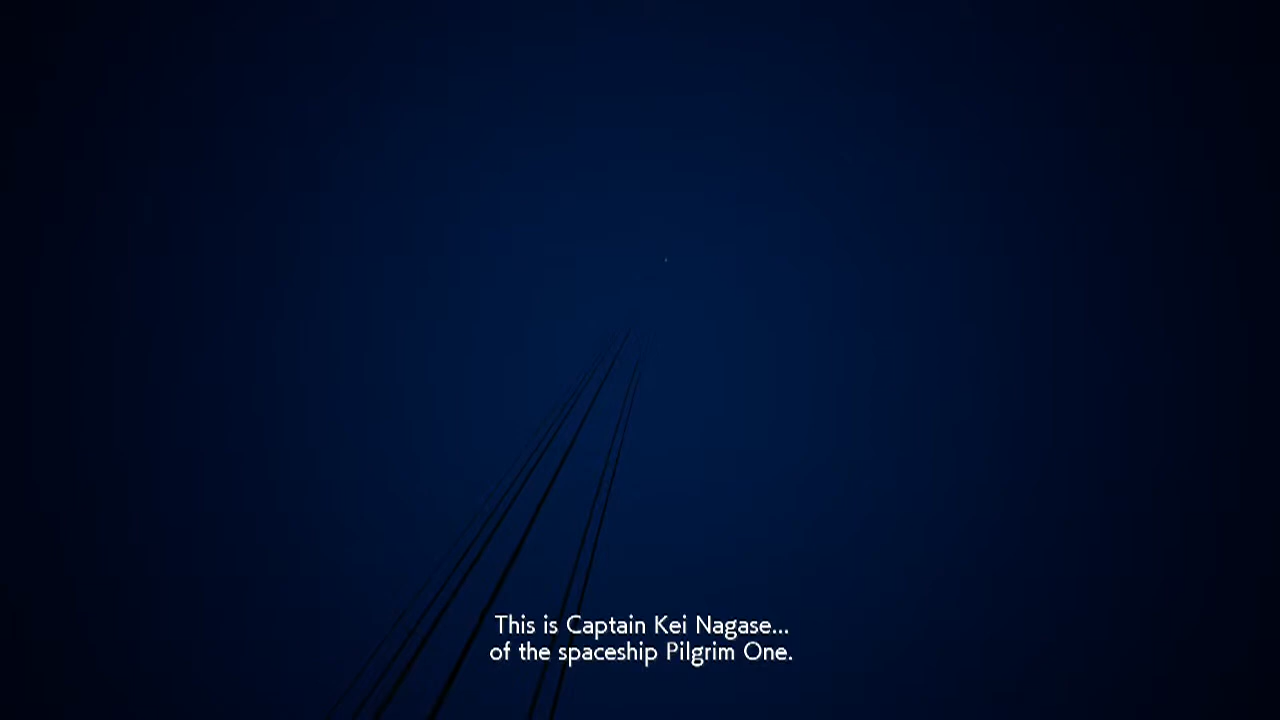 This is Captain Kei Nagase...
of the spaceship Pilgrim One.